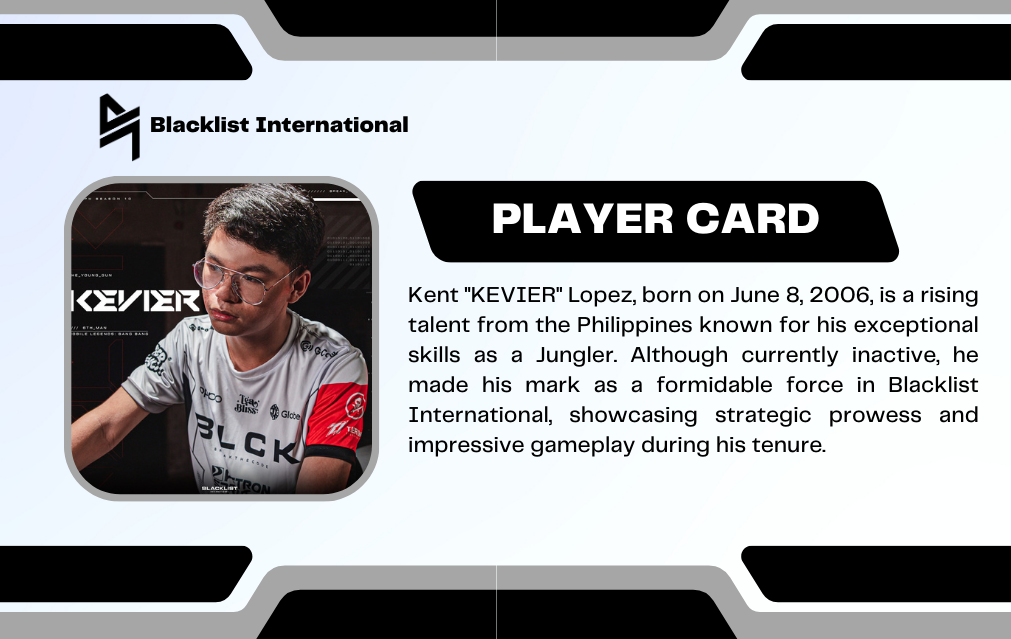 Blacklist International
PLAYER CARD
Kent "KEVIER" Lopez, born on June 8, 2006, is a rising
talent from the Philippines known for his exceptional
skills as a Jungler. Although currently inactive, he
made his mark as a formidable force in Blacklist
International, showcasing strategic prowess and
impressive gameplay during his tenure.
KEVIER
MOBILE LEGENDS: BANG BANG
BLCK
BLACKLIST